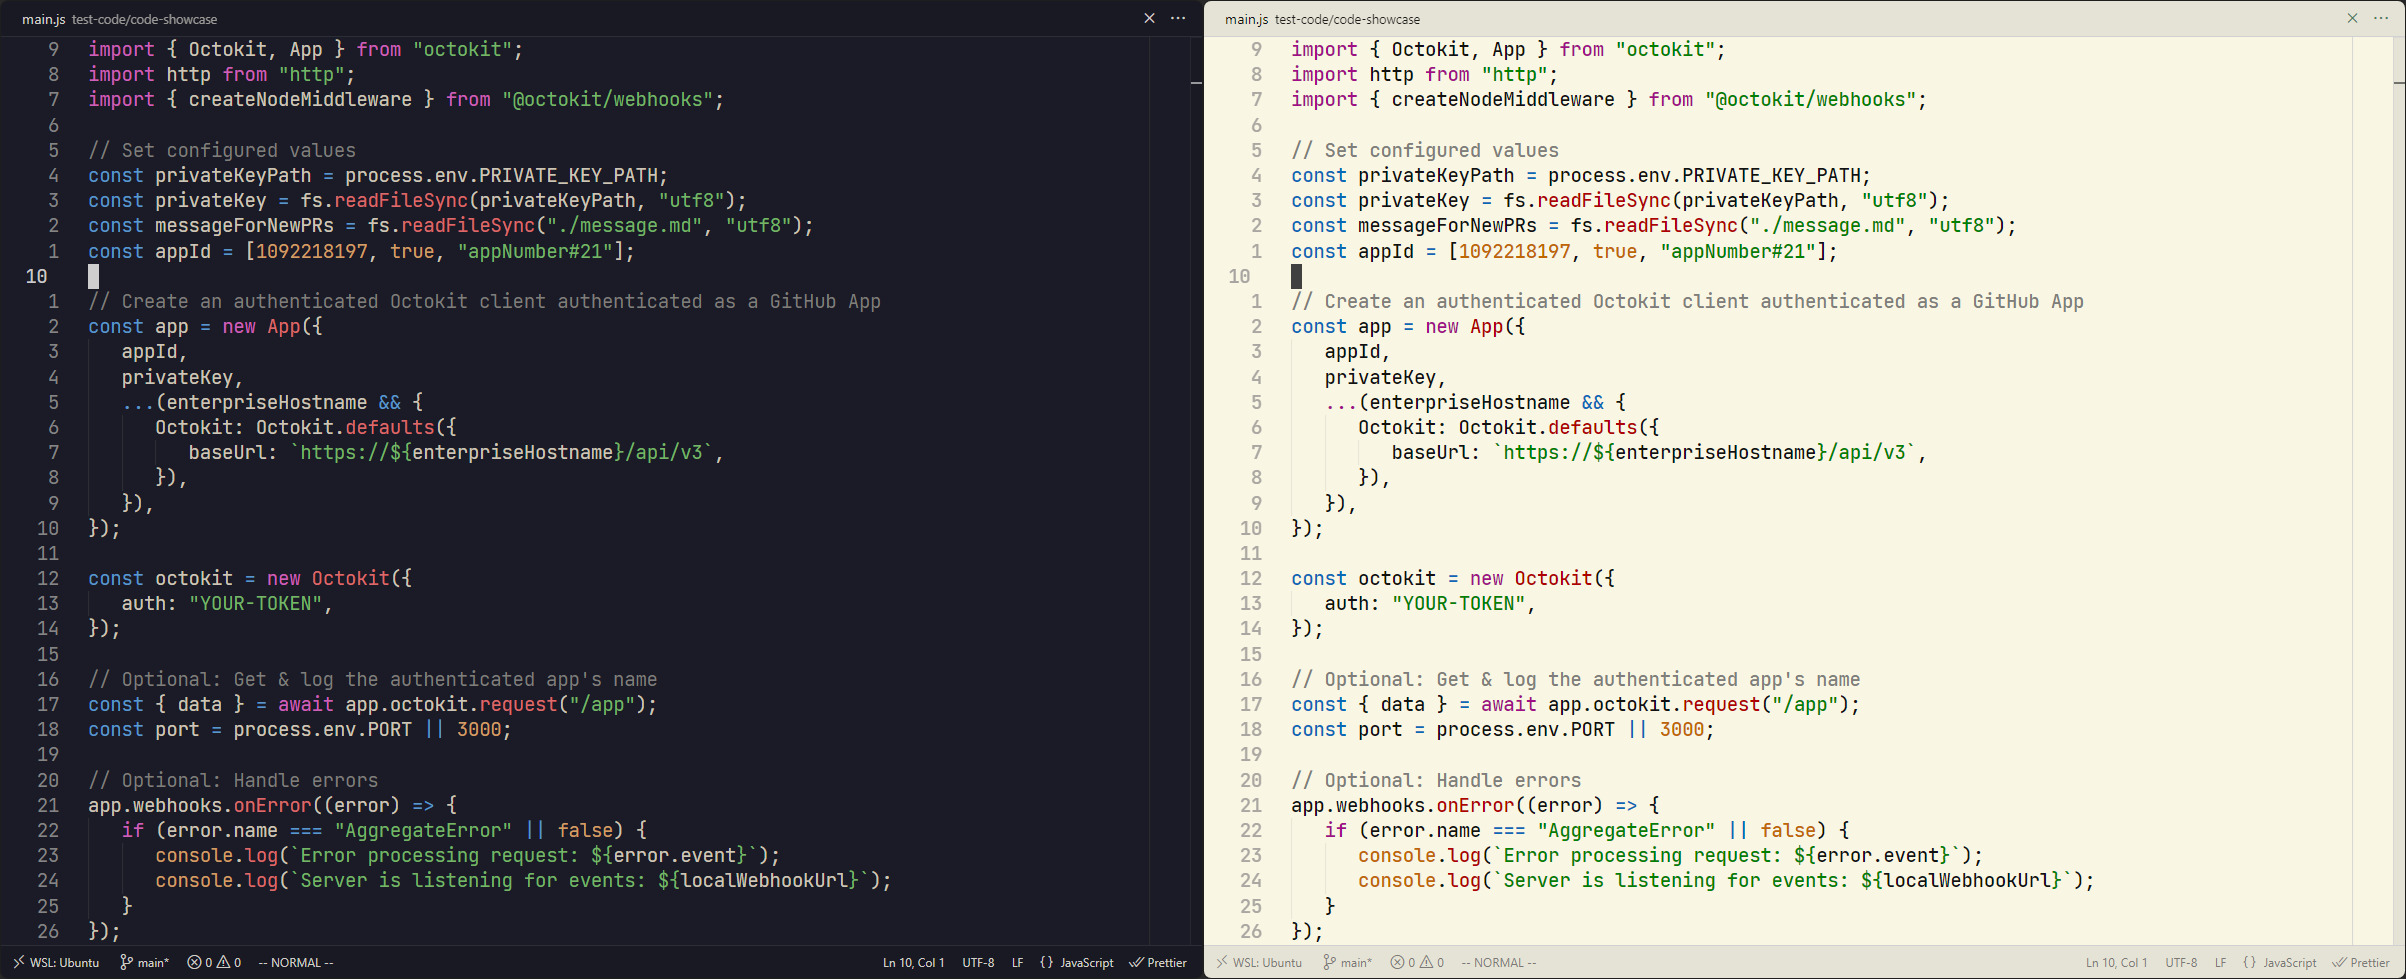 main.js test-code/code-showcase
9 import { Octokit, App } from "octokit";
8 import http from "http";
7 import { createNodeMiddleware } from "@octokit/webhooks";
6
5 // Set configured values
4 const privateKeyPath = process.env.PRIVATE_KEY_PATH;
3 const privateKey = fs.readFileSync(privateKeyPath, "utf8");
2 const messageForNewPRs = fs.readFileSync("./message.md", "utf8");
1 const appId = [1092218197, true, "appNumber#21"];
10
1 // Create an authenticated Octokit client authenticated as a GitHub App
2 const app = new App({
3 appId,
4 privateKey,
5 ...(enterpriseHostname && {
6 Octokit: Octokit.defaults({
7 baseUrl: `https://${enterpriseHostname}/api/v3`,
8 }),
9 }),
10 });
11
12 const octokit = new Octokit({
13 auth: "YOUR-TOKEN",
14 });
15
16 // Optional: Get & log the authenticated app's name
17 const { data } = await app.octokit.request("/app");
18 const port = process.env.PORT || 3000;
19
20 // Optional: Handle errors
21 app.webhooks.onError((error) => {
22 if (error.name === "AggregateError" || false) {
23 console.log(`Error processing request: ${error.event}`);
24 console.log(`Server is listening for events: ${localWebhookUrl}`);
25 }
26 });
WSL: Ubuntu main* 0 0 -- NORMAL -- Ln 10, Col 1 UTF-8 LF {} JavaScript Prettier
main.js test-code/code-showcase
9 import { Octokit, App } from "octokit";
8 import http from "http";
7 import { createNodeMiddleware } from "@octokit/webhooks";
6
5 // Set configured values
4 const privateKeyPath = process.env.PRIVATE_KEY_PATH;
3 const privateKey = fs.readFileSync(privateKeyPath, "utf8");
2 const messageForNewPRs = fs.readFileSync("./message.md", "utf8");
1 const appId = [1092218197, true, "appNumber#21"];
10
1 // Create an authenticated Octokit client authenticated as a GitHub App
2 const app = new App({
3 appId,
4 privateKey,
5 ...(enterpriseHostname && {
6 Octokit: Octokit.defaults({
7 baseUrl: `https://${enterpriseHostname}/api/v3`,
8 }),
9 }),
10 });
11
12 const octokit = new Octokit({
13 auth: "YOUR-TOKEN",
14 });
15
16 // Optional: Get & log the authenticated app's name
17 const { data } = await app.octokit.request("/app");
18 const port = process.env.PORT || 3000;
19
20 // Optional: Handle errors
21 app.webhooks.onError((error) => {
22 if (error.name === "AggregateError" || false) {
23 console.log(`Error processing request: ${error.event}`);
24 console.log(`Server is listening for events: ${localWebhookUrl}`);
25 }
26 });
WSL: Ubuntu main* 0 0 -- NORMAL -- Ln 10, Col 1 UTF-8 LF {} JavaScript Prettier